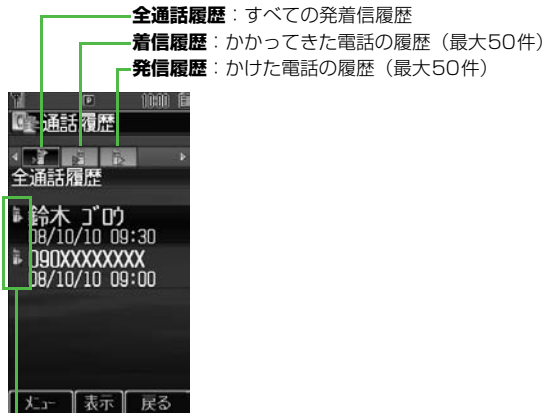 全通話履歴：すべての発着信履歴
着信履歴：かかってきた電話の履歴（最大50件）
発信履歴：かけた電話の履歴（最大50件）
10:00
通話履歴
全通話履歴
鈴木 ゴロウ
08/10/10 09:30
090XXXXXXXX
08/10/10 09:00
メニュー 表示 戻る